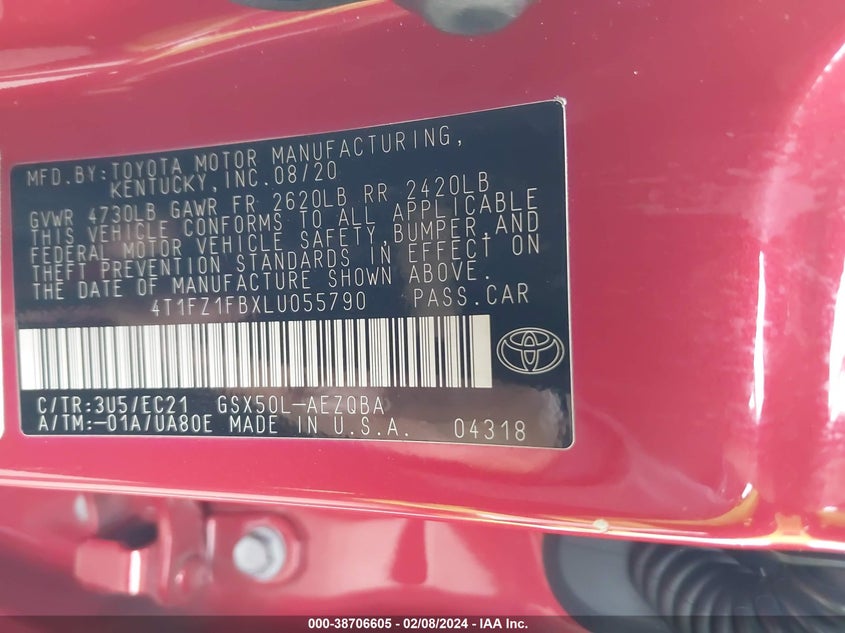 MFD.BY:TOYOTA MOTOR MANUFACTURING,
KENTUCKY,INC.08/20
GVWR 4730LB GAWR FR 2620LB RR 2420LB
THIS VEHICLE CONFORMS TO ALL APPLICABLE
FEDERAL MOTOR VEHICLE SAFETY,BUMPER,AND
THEFT PREVENTION STANDARDS IN EFFECT ON
THE DATE OF MANUFACTURE SHOWN ABOVE.
4T1FZ1FBXLU055790 PASS.CAR
C/TR:3U5/EC21 GSX50L-AEZQBA
A/TM:-01A/UA80E MADE IN U.S.A. 04318
000-38706605 - 02/08/2024 - IAA Inc.